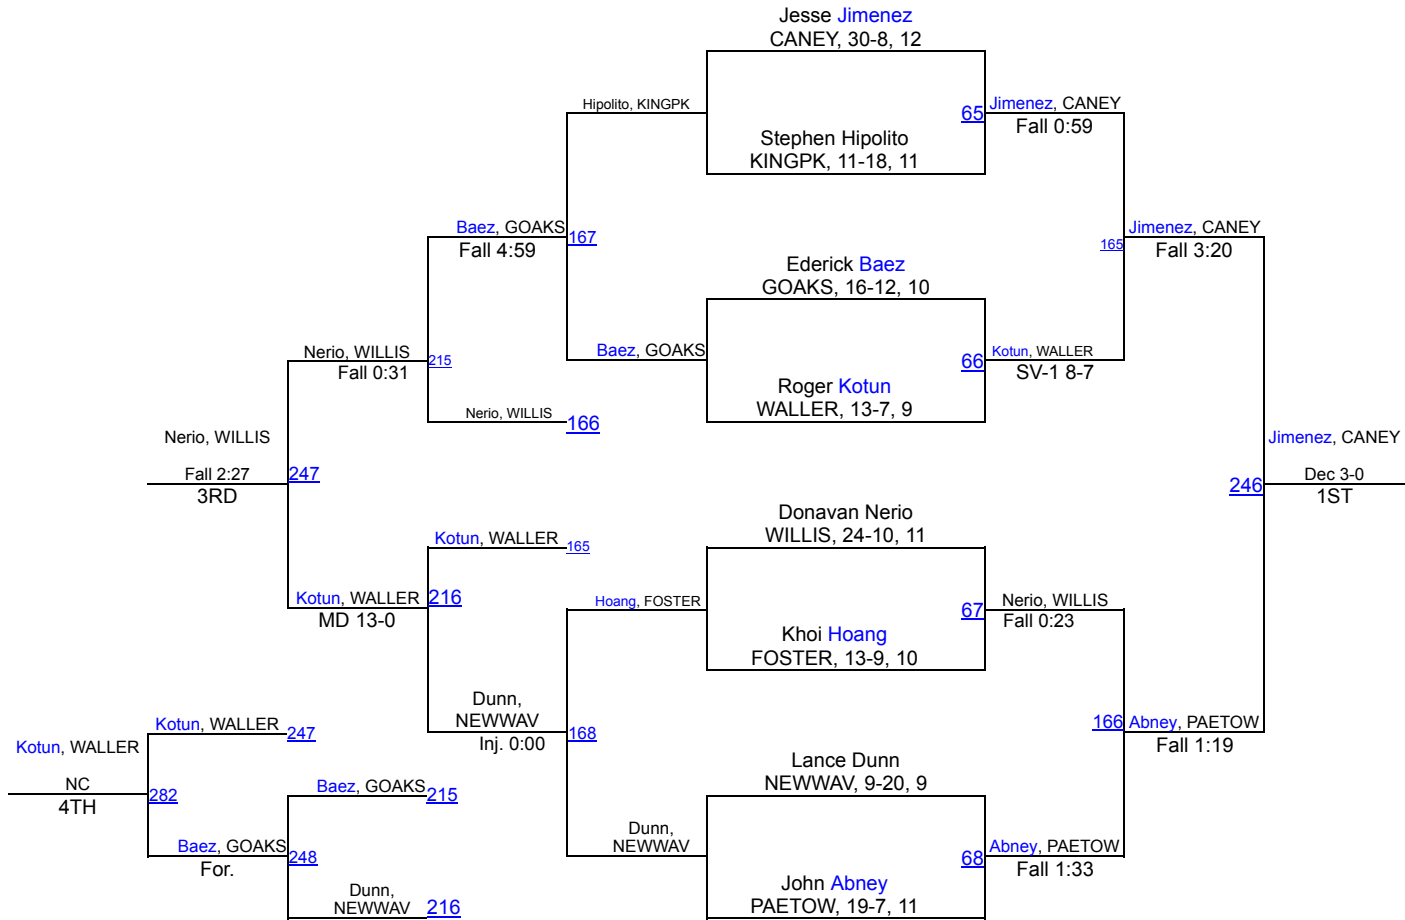 Jesse Jimenez
CANEY, 30-8, 12
Hipolito, KINGPK
65
Jimenez, CANEY
Fall 0:59
Stephen Hipolito
KINGPK, 11-18, 11
Baez, GOAKS
Fall 4:59
167
Jimenez, CANEY
165
Fall 3:20
Ederick Baez
GOAKS, 16-12, 10
Nerio, WILLIS
Fall 0:31
215
Baez, GOAKS
66
Kotun, WALLER
SV-1 8-7
Roger Kotun
WALLER, 13-7, 9
Nerio, WILLIS
166
Nerio, WILLIS
Fall 2:27
3RD
247
Jimenez, CANEY
246
Dec 3-0
1ST
Donavan Nerio
WILLIS, 24-10, 11
Kotun, WALLER
165
Kotun, WALLER
MD 13-0
216
Hoang, FOSTER
67
Nerio, WILLIS
Fall 0:23
Khoi Hoang
FOSTER, 13-9, 10
Dunn,
NEWWAV
Inj. 0:00
168
166
Abney, PAETOW
Fall 1:19
Kotun, WALLER
247
Kotun, WALLER
NC
4TH
282
Lance Dunn
NEWWAV, 9-20, 9
Baez, GOAKS
215
Baez, GOAKS
For.
248
Dunn,
NEWWAV
68
Abney, PAETOW
Fall 1:33
John Abney
PAETOW, 19-7, 11
Dunn,
NEWWAV
216